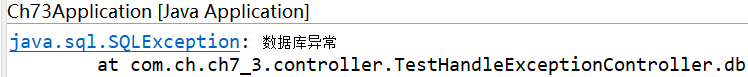 Ch73Application [Java Application]
java.sql.SQLException: 数据库异常
at com.ch.ch7_3.controller.TestHandleExceptionController.db